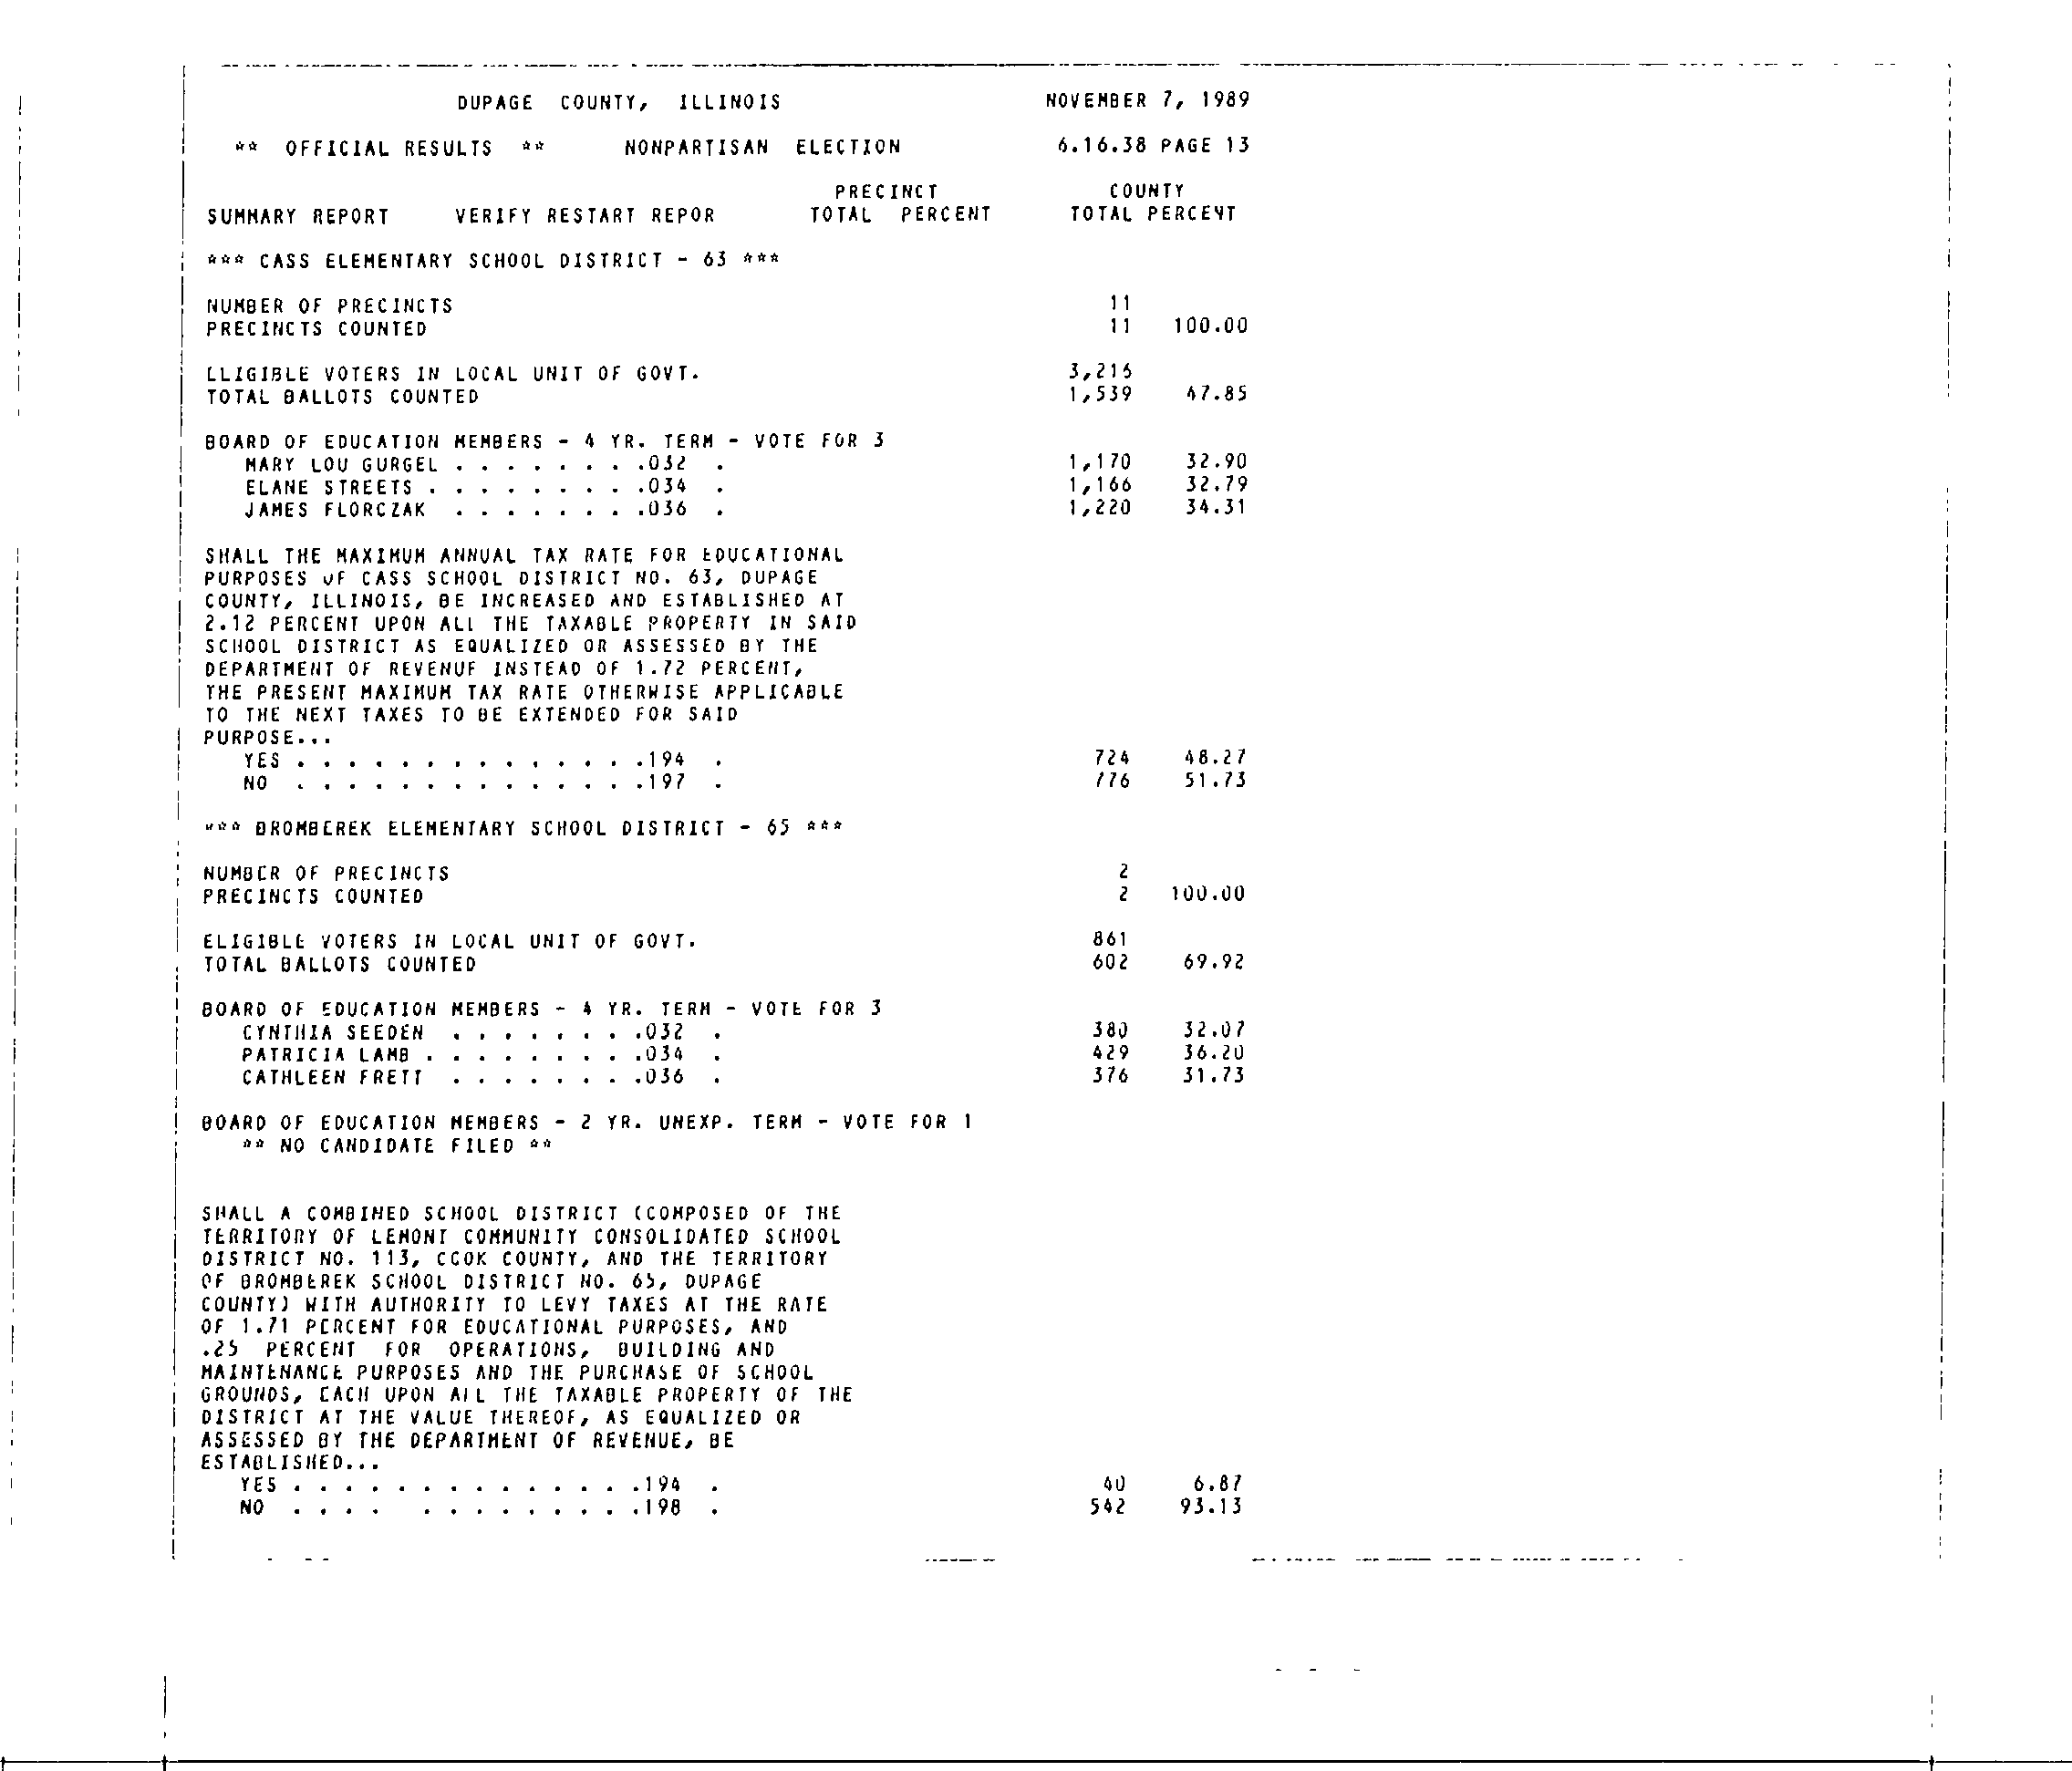 DUPAGE COUNTY, ILLINOIS NOVEMBER 7, 1989
** OFFICIAL RESULTS ** NONPARTISAN ELECTION 6.16.38 PAGE 13
PRECINCT COUNTY
SUMMARY REPORT VERIFY RESTART REPOR TOTAL PERCENT TOTAL PERCENT
*** CASS ELEMENTARY SCHOOL DISTRICT - 63 ***
NUMBER OF PRECINCTS 11
PRECINCTS COUNTED 11 100.00
ELIGIBLE VOTERS IN LOCAL UNIT OF GOVT. 3,216
TOTAL BALLOTS COUNTED 1,539 47.85
BOARD OF EDUCATION MEMBERS - 4 YR. TERM - VOTE FOR 3
MARY LOU GURGEL . . . . . . . .032 . 1,170 32.90
ELANE STREETS . . . . . . . . .034 . 1,166 32.79
JAMES FLORCZAK . . . . . . . .036 . 1,220 34.31
SHALL THE MAXIMUM ANNUAL TAX RATE FOR EDUCATIONAL
PURPOSES OF CASS SCHOOL DISTRICT NO. 63, DUPAGE
COUNTY, ILLINOIS, BE INCREASED AND ESTABLISHED AT
2.12 PERCENT UPON ALL THE TAXABLE PROPERTY IN SAID
SCHOOL DISTRICT AS EQUALIZED OR ASSESSED BY THE
DEPARTMENT OF REVENUE INSTEAD OF 1.72 PERCENT,
THE PRESENT MAXIMUM TAX RATE OTHERWISE APPLICABLE
TO THE NEXT TAXES TO BE EXTENDED FOR SAID
PURPOSE...
YES . . . . . . . . . . . . . .194 . 724 48.27
NO . . . . . . . . . . . . . .197 . 776 51.73
*** BROMBEREK ELEMENTARY SCHOOL DISTRICT - 65 ***
NUMBER OF PRECINCTS 2
PRECINCTS COUNTED 2 100.00
ELIGIBLE VOTERS IN LOCAL UNIT OF GOVT. 861
TOTAL BALLOTS COUNTED 602 69.92
BOARD OF EDUCATION MEMBERS - 4 YR. TERM - VOTE FOR 3
CYNTHIA SEEDEN . . . . . . . .032 . 380 32.07
PATRICIA LAMB . . . . . . . . .034 . 429 36.20
CATHLEEN FRETT . . . . . . . .036 . 376 31.73
BOARD OF EDUCATION MEMBERS - 2 YR. UNEXP. TERM - VOTE FOR 1
** NO CANDIDATE FILED **
SHALL A COMBINED SCHOOL DISTRICT (COMPOSED OF THE
TERRITORY OF LEMONT COMMUNITY CONSOLIDATED SCHOOL
DISTRICT NO. 113, COOK COUNTY, AND THE TERRITORY
OF BROMBEREK SCHOOL DISTRICT NO. 65, DUPAGE
COUNTY) WITH AUTHORITY TO LEVY TAXES AT THE RATE
OF 1.71 PERCENT FOR EDUCATIONAL PURPOSES, AND
.25 PERCENT FOR OPERATIONS, BUILDING AND
MAINTENANCE PURPOSES AND THE PURCHASE OF SCHOOL
GROUNDS, EACH UPON ALL THE TAXABLE PROPERTY OF THE
DISTRICT AT THE VALUE THEREOF, AS EQUALIZED OR
ASSESSED BY THE DEPARTMENT OF REVENUE, BE
ESTABLISHED...
YES . . . . . . . . . . . . . .194 . 40 6.87
NO . . . . . . . . . . . . .198 . 542 93.13